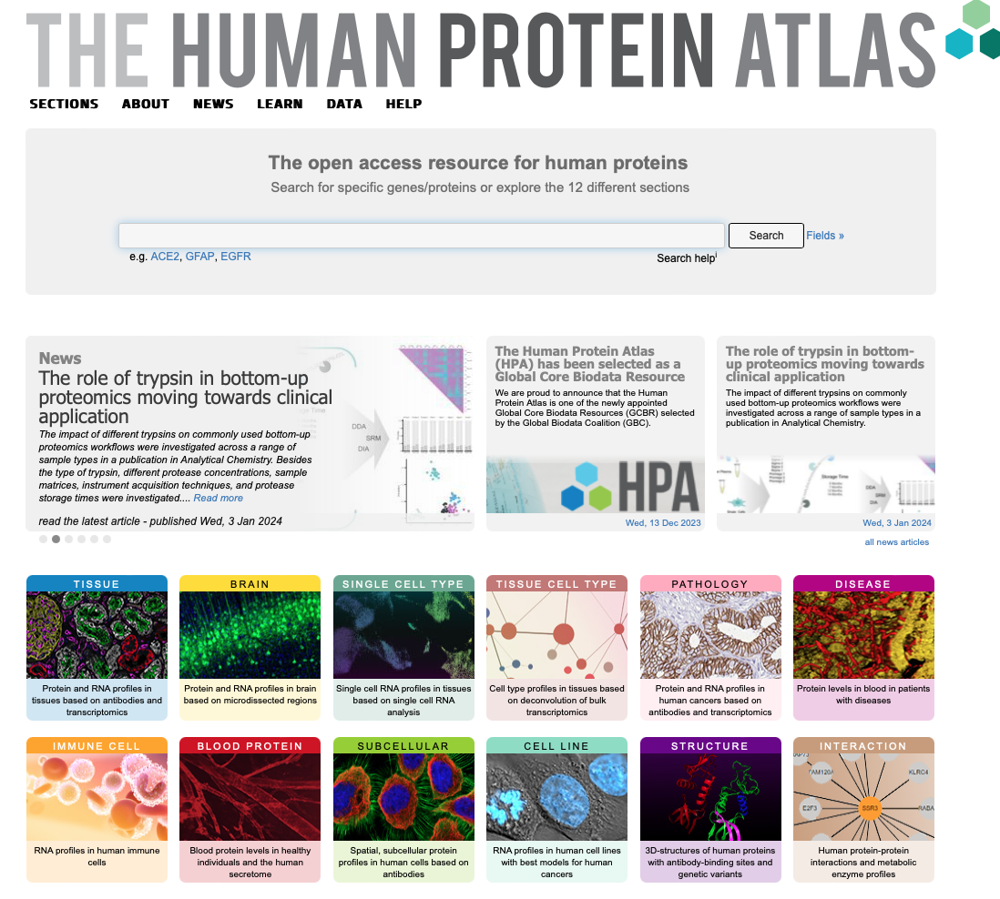 THE HUMAN PROTEIN ATLAS
SECTIONS ABOUT NEWS LEARN DATA HELP
The open access resource for human proteins
Search for specific genes/proteins or explore the 12 different sections
Search
Fields »
e.g. ACE2, GFAP, EGFR
Search helpⁱ
News
The role of trypsin in bottom-up
proteomics moving towards clinical
application
The impact of different trypsins on commonly used bottom-up
proteomics workflows were investigated across a range of
sample types in a publication in Analytical Chemistry. Besides
the type of trypsin, different protease concentrations, sample
matrices, instrument acquisition techniques, and protease
storage times were investigated.... Read more
read the latest article - published Wed, 3 Jan 2024
DDA
SRM
DIA
The Human Protein Atlas
(HPA) has been selected as a
Global Core Biodata Resource
We are proud to announce that the Human
Protein Atlas is one of the newly appointed
Global Core Biodata Resources (GCBR) selected
by the Global Biodata Coalition (GBC).
HPA
Wed, 13 Dec 2023
The role of trypsin in bottom-
up proteomics moving towards
clinical application
The impact of different trypsins on commonly
used bottom-up proteomics workflows were
investigated across a range of sample types in a
publication in Analytical Chemistry.
Storage Time
DDA
SRM
DIA
Wed, 3 Jan 2024
all news articles
TISSUE
Protein and RNA profiles in
tissues based on antibodies and
transcriptomics
BRAIN
Protein and RNA profiles in brain
based on microdissected regions
SINGLE CELL TYPE
Single cell RNA profiles in tissues
based on single cell RNA
analysis
TISSUE CELL TYPE
Cell type profiles in tissues based
on deconvolution of bulk
transcriptomics
PATHOLOGY
Protein and RNA profiles in
human cancers based on
antibodies and transcriptomics
DISEASE
Protein levels in blood in patients
with diseases
IMMUNE CELL
RNA profiles in human immune
cells
BLOOD PROTEIN
Blood protein levels in healthy
individuals and the human
secretome
SUBCELLULAR
Spatial, subcellular protein
profiles in human cells based on
antibodies
CELL LINE
RNA profiles in human cell lines
with best models for human
cancers
STRUCTURE
3D-structures of human proteins
with antibody-binding sites and
genetic variants
INTERACTION
FAM120A
KLRC4
E2F3
SSR3
RABA
Human protein-protein
interactions and metabolic
enzyme profiles